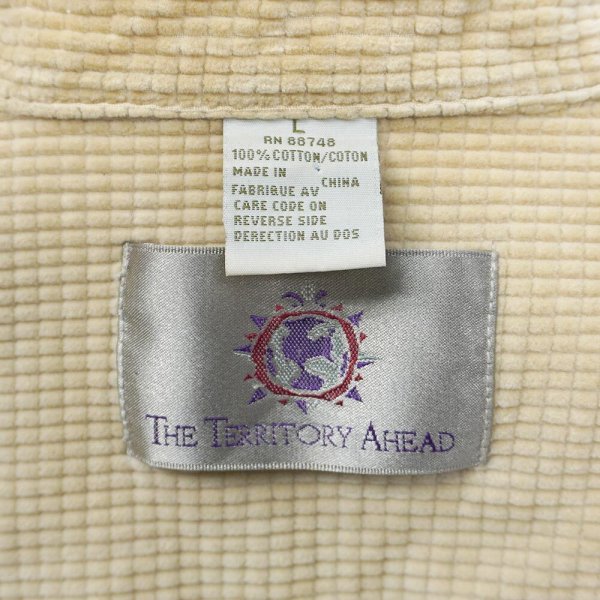 L
RN 88748
100% COTTON/COTON
MADE IN
CHINA
FABRIQUE AV
CARE CODE ON
REVERSE SIDE
DERECTION AU DOS
THE TERRITORY AHEAD